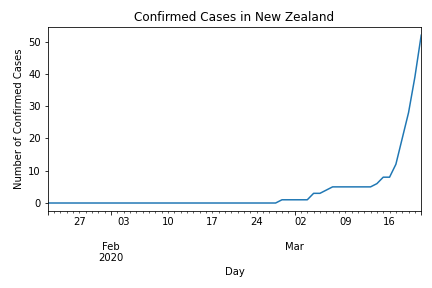 Confirmed Cases in New Zealand
Number of Confirmed Cases
50
40
30
20
10
0
27 03 10 17 24 02 09 16
Feb Mar
2020
Day